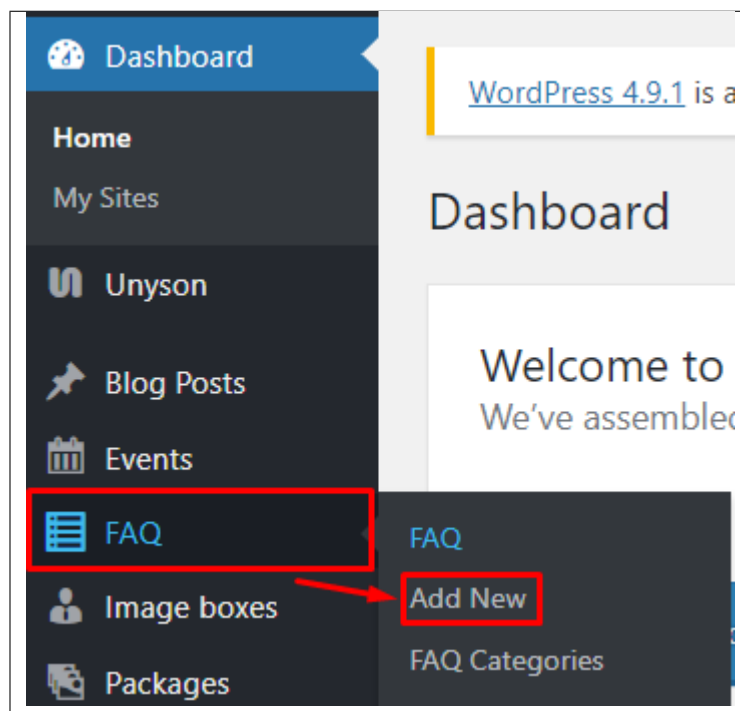 Dashboard
Home
My Sites
Unyson
Blog Posts
Events
FAQ
Image boxes
Packages
FAQ
Add New
FAQ Categories
WordPress 4.9.1 is a
Dashboard
Welcome to
We've assembled